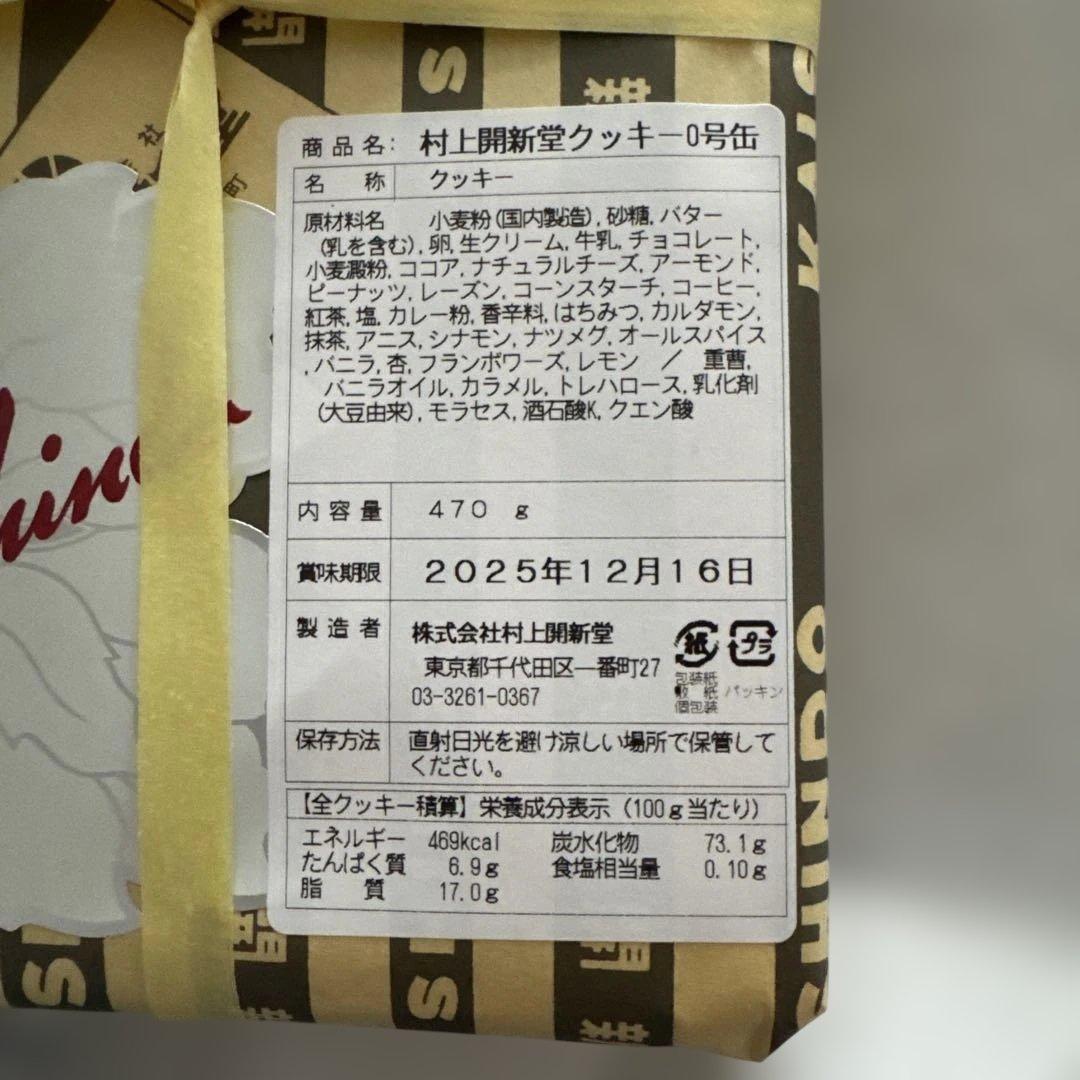 商品名: 村上開新堂クッキー0号缶
名 称 クッキー
原材料名 小麦粉(国内製造),砂糖,バター
(乳を含む),卵,生クリーム,牛乳,チョコレート,
小麦澱粉,ココア,ナチュラルチーズ,アーモンド,
ピーナッツ,レーズン,コーンスターチ,コーヒー,
紅茶,塩,カレー粉,香辛料,はちみつ,カルダモン,
抹茶,アニス,シナモン,ナツメグ,オールスパイス
,バニラ,杏,フランボワーズ,レモン / 重曹,
バニラオイル,カラメル,トレハロース,乳化剤
(大豆由来),モラセス,酒石酸K,クエン酸
内容量 470 g
賞味期限 2025年12月16日
製造者 株式会社村上開新堂
東京都千代田区一番町27
03-3261-0367
紙 プラ
包装紙
敷 紙 パッキン
個包装
保存方法 直射日光を避け涼しい場所で保管して
ください。
【全クッキー積算】栄養成分表示(100g当たり)
エネルギー 469kcal 炭水化物 73.1g
たんぱく質 6.9g 食塩相当量 0.10g
脂 質 17.0g
SHINDO